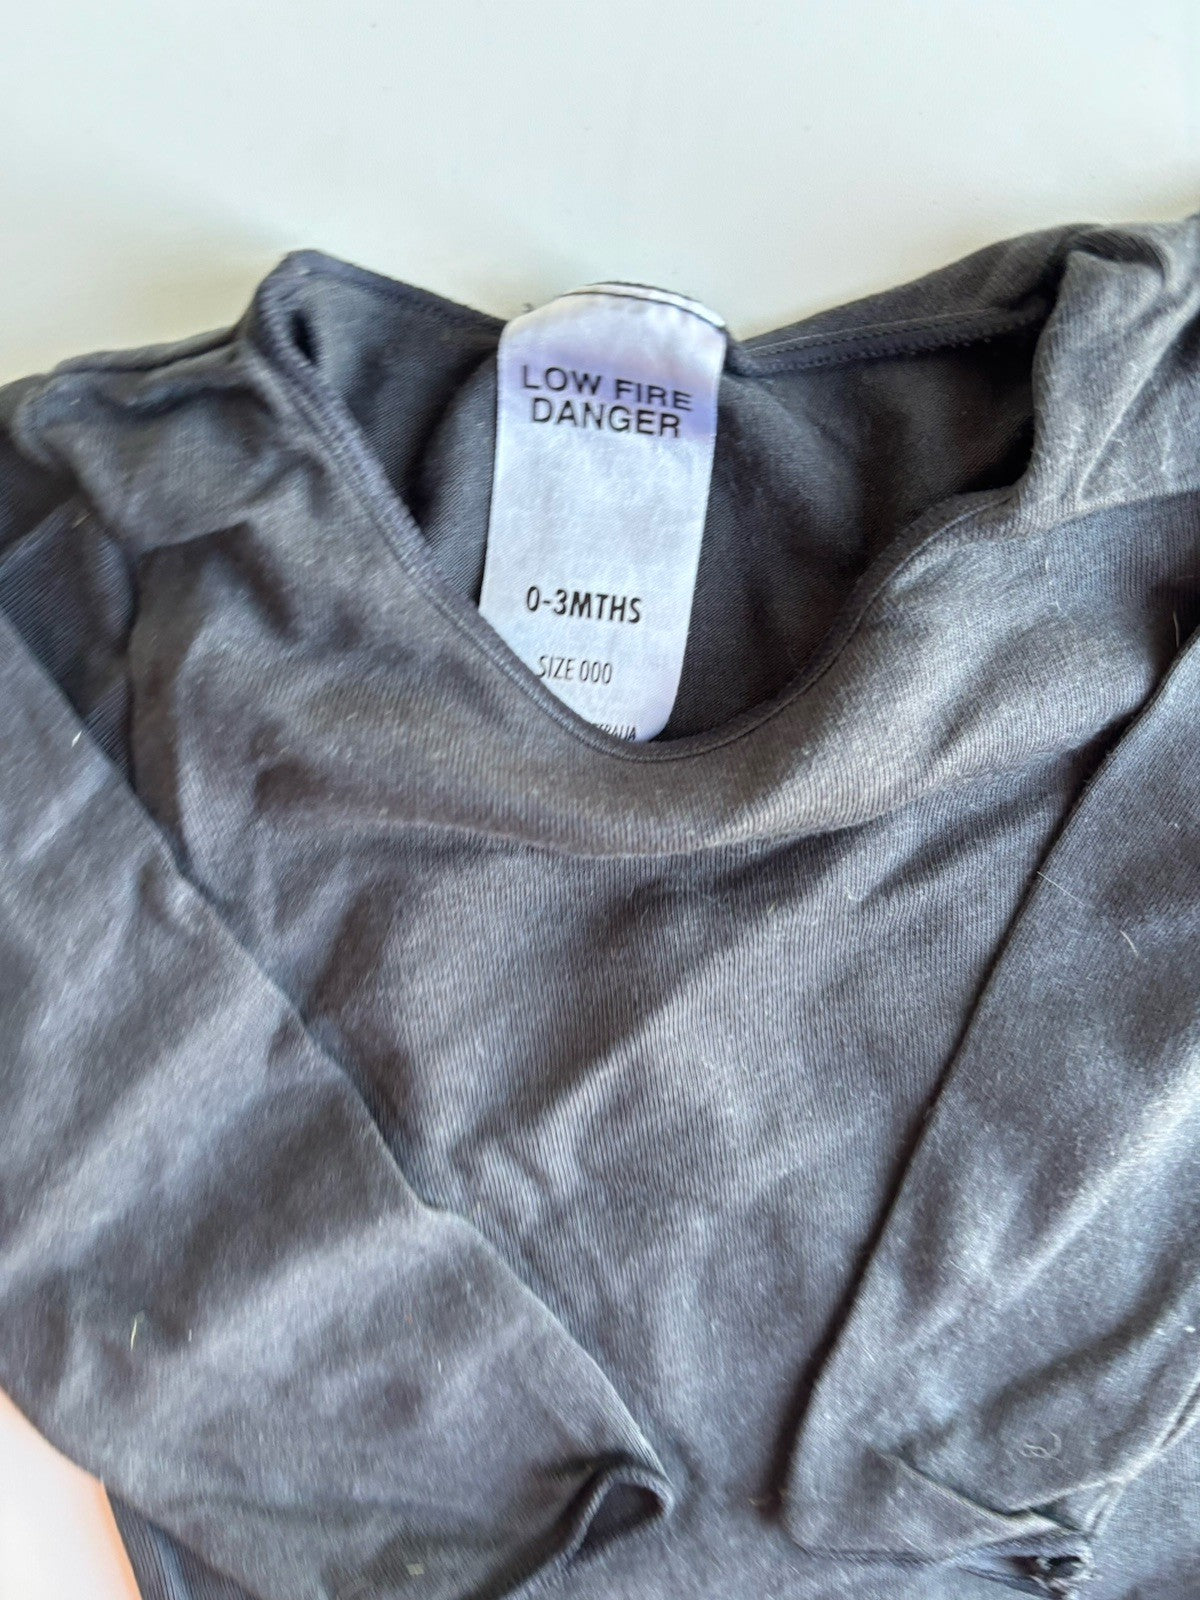 LOW FIRE
DANGER
0-3MTHS
SIZE 000